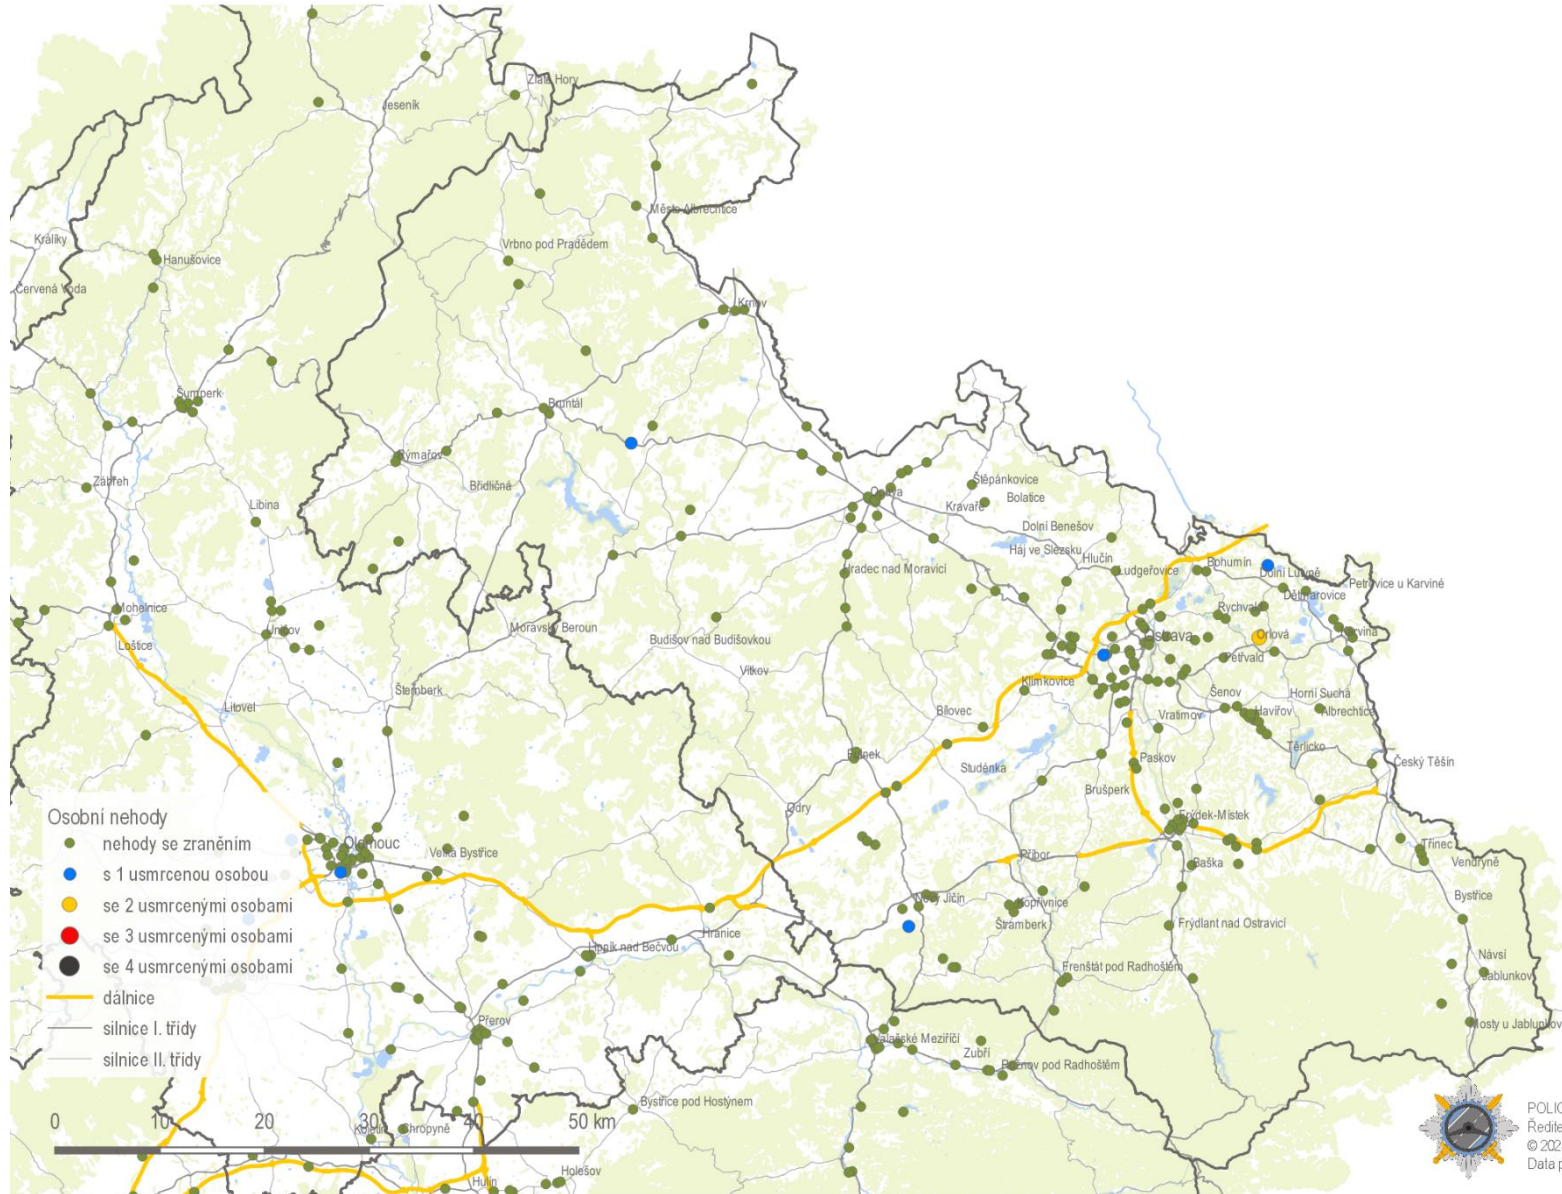 Zlaté Hory
Jeseník
Město Albrechtice
Králíky
Vrbno pod Pradědem
Hanušovice
Červená Voda
Krnov
Šumperk
Bruntál
Rýmařov
Zábřeh
Břidličná
Štěpánkovice
Opava
Bolatice
Libina
Kravaře
Dolní Benešov
Háj ve Slezsku
Hlučín
Bohumín
Hradec nad Moravicí
Ludgeřovice
Dolní Lutyně
Petrovice u Karviné
Dětmarovice
Mohelnice
Rychvald
Moravský Beroun
Uničov
Budišov nad Budišovkou
Ostrava
Orlová
Karviná
Loštice
Petřvald
Vítkov
Klimkovice
Šternberk
Šenov
Horní Suchá
Litovel
Bílovec
Vratimov
Havířov
Albrechtice
Těrlicko
Fulnek
Paskov
Český Těšín
Studénka
Brušperk
Odry
Frýdek-Místek
Osobní nehody
nehody se zraněním
Olomouc
Velká Bystřice
Příbor
Třinec
Baška
Vendryně
s 1 usmrcenou osobou
Nový Jičín
Kopřivnice
Bystřice
se 2 usmrcenými osobami
Štramberk
Frýdlant nad Ostravicí
se 3 usmrcenými osobami
Hranice
Lipník nad Bečvou
Návsí
se 4 usmrcenými osobami
Frenštát pod Radhoštěm
Jablunkov
dálnice
Přerov
Mosty u Jablunkov
silnice I. třídy
Valašské Meziříčí
Zubří
silnice II. třídy
Rožnov pod Radhoštěm
Bystřice pod Hostýnem
0 10 20 30 40 50 km
Kojetín
Chropyně
Holešov
Hulín
POLIC
Ředite
© 202
Data p